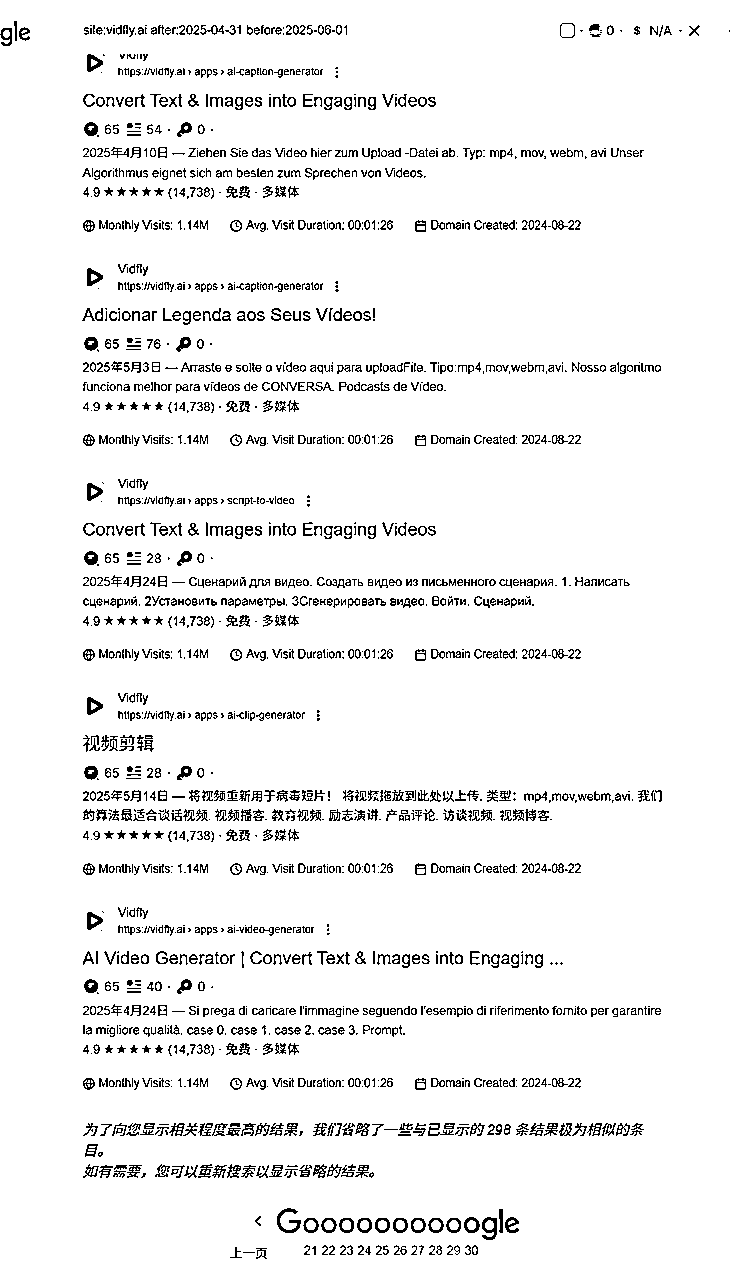 gle
site:vidfly.ai after:2025-04-31 before:2025-06-01
0 · $ N/A ·
Vidfly
https://vidfly.ai › apps › ai-caption-generator
Convert Text & Images into Engaging Videos
65 54 · 0 ·
2025年4月10日 — Ziehen Sie das Video hier zum Upload -Datei ab. Typ: mp4, mov, webm, avi Unser
Algorithmus eignet sich am besten zum Sprechen von Videos.
4.9 ★★★★★ (14,738) · 免费 · 多媒体
Monthly Visits: 1.14M Avg. Visit Duration: 00:01:26 Domain Created: 2024-08-22
Vidfly
https://vidfly.ai › apps › ai-caption-generator
Adicionar Legenda aos Seus Vídeos!
65 76 · 0 ·
2025年5月3日 — Arraste e solte o vídeo aqui para uploadFile. Tipo:mp4,mov,webm,avi. Nosso algoritmo
funciona melhor para vídeos de CONVERSA. Podcasts de Vídeo.
4.9 ★★★★★ (14,738) · 免费 · 多媒体
Monthly Visits: 1.14M Avg. Visit Duration: 00:01:26 Domain Created: 2024-08-22
Vidfly
https://vidfly.ai › apps › script-to-video
Convert Text & Images into Engaging Videos
65 28 · 0 ·
2025年4月24日 — Сценарий для видео. Создать видео из письменного сценария. 1. Написать
сценарий. 2Установить параметры. 3Сгенерировать видео. Войти. Сценарий.
4.9 ★★★★★ (14,738) · 免费 · 多媒体
Monthly Visits: 1.14M Avg. Visit Duration: 00:01:26 Domain Created: 2024-08-22
Vidfly
https://vidfly.ai › apps › ai-clip-generator
视频剪辑
65 28 · 0 ·
2025年5月14日 — 将视频重新用于病毒短片！ 将视频拖放到此处以上传. 类型：mp4,mov,webm,avi. 我们
的算法最适合谈话视频. 视频播客. 教育视频. 励志演讲. 产品评论. 访谈视频. 视频博客.
4.9 ★★★★★ (14,738) · 免费 · 多媒体
Monthly Visits: 1.14M Avg. Visit Duration: 00:01:26 Domain Created: 2024-08-22
Vidfly
https://vidfly.ai › apps › ai-video-generator
AI Video Generator | Convert Text & Images into Engaging ...
65 40 · 0 ·
2025年4月24日 — Si prega di caricare l'immagine seguendo l'esempio di riferimento fornito per garantire
la migliore qualità. case 0. case 1. case 2. case 3. Prompt.
4.9 ★★★★★ (14,738) · 免费 · 多媒体
Monthly Visits: 1.14M Avg. Visit Duration: 00:01:26 Domain Created: 2024-08-22
为了向您显示相关程度最高的结果，我们省略了一些与已显示的 298 条结果极为相似的条
目。
如有需要，您可以重新搜索以显示省略的结果。
Goooooooooogle
上一页 21 22 23 24 25 26 27 28 29 30